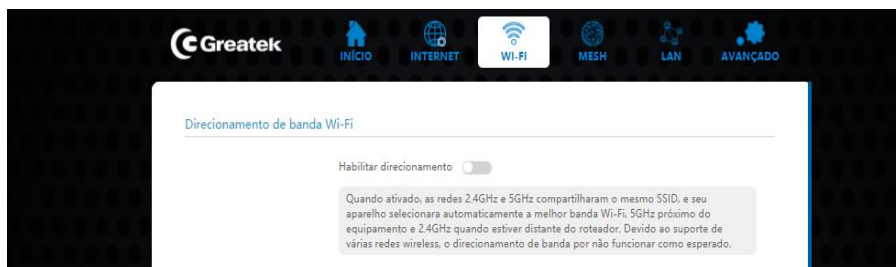 Greatek
INÍCIO INTERNET WI-FI MESH LAN AVANÇADO
Direcionamento de banda Wi-Fi
Habilitar direcionamento
Quando ativado, as redes 2.4GHz e 5GHz compartilharam o mesmo SSID, e seu
aparelho selecionara automaticamente a melhor banda Wi-Fi, 5GHz próximo do
equipamento e 2.4GHz quando estiver distante do roteador. Devido ao suporte de
várias redes wireless, o direcionamento de banda por não funcionar como esperado.